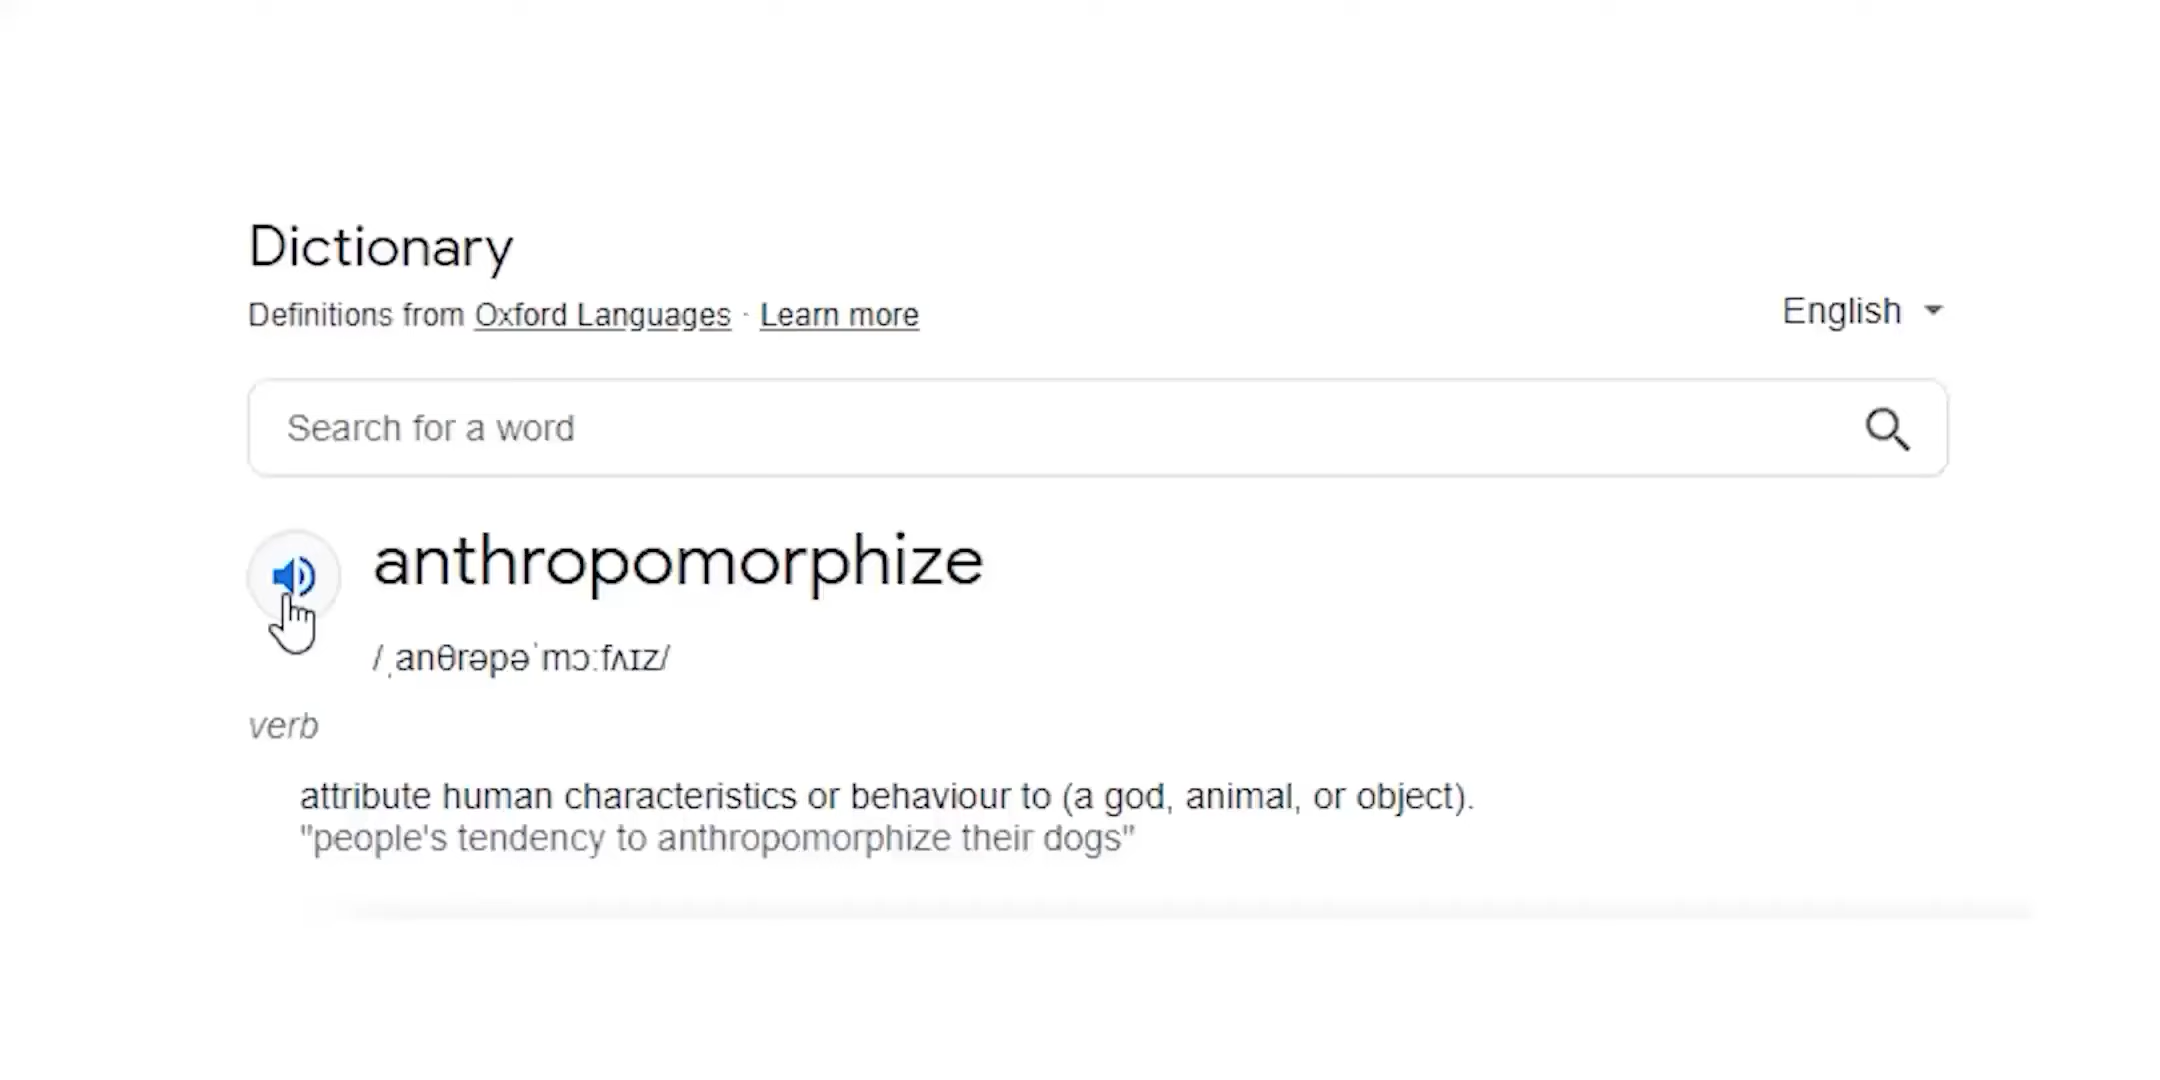 Dictionary
Definitions from Oxford Languages · Learn more
English
Search for a word
anthropomorphize
/ˌanθrəpəˈmɔːfʌɪz/
verb
attribute human characteristics or behaviour to (a god, animal, or object).
"people's tendency to anthropomorphize their dogs"